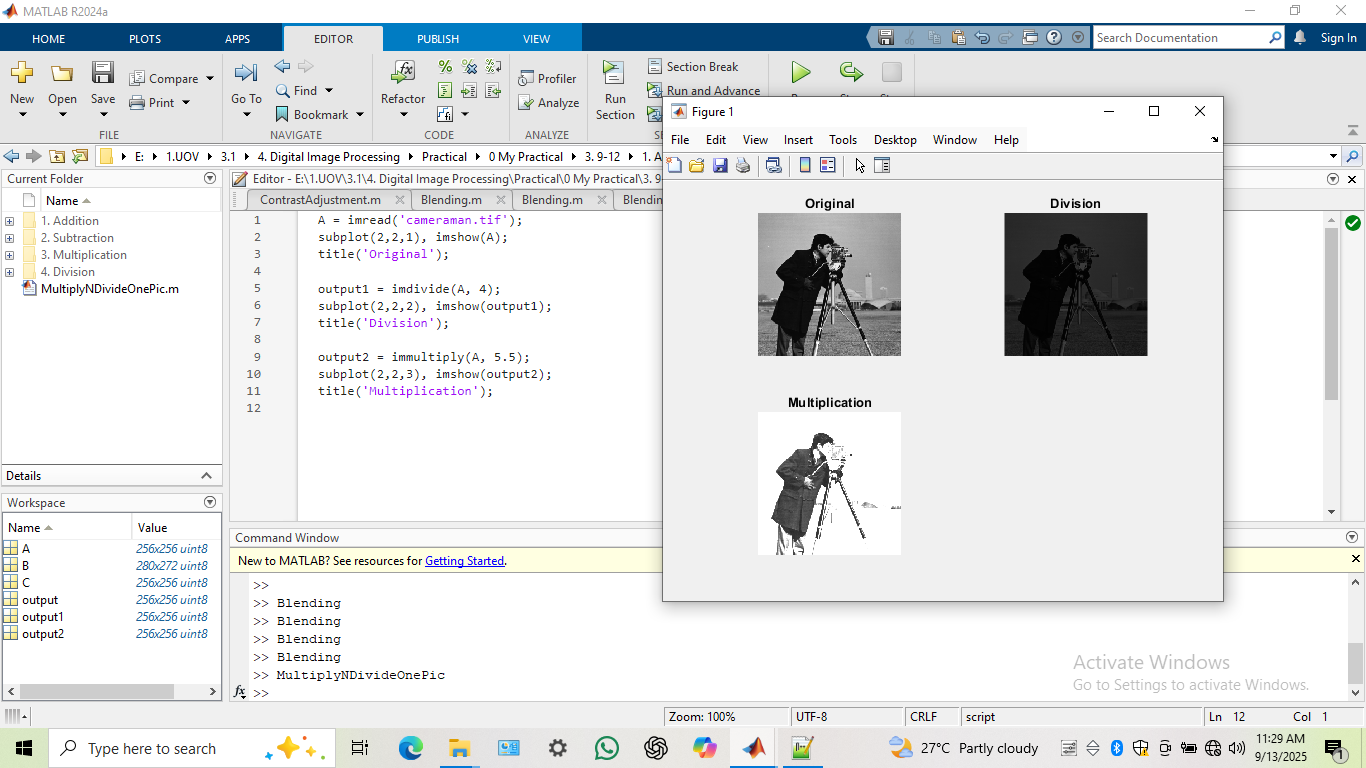 MATLAB R2024a
HOME PLOTS APPS EDITOR PUBLISH VIEW
Search Documentation
Sign In
New Open Save
Compare
Print
FILE
Go To
Find
Bookmark
NAVIGATE
Refactor
CODE
Profiler
Analyze
ANALYZE
Run Section
Section Break
Run and Advance
E: 1.UOV 3.1 4. Digital Image Processing Practical 0 My Practical 3. 9-12
Current Folder
Name
1. Addition
2. Subtraction
3. Multiplication
4. Division
MultiplyNDivideOnePic.m
Details
Workspace
Name Value
A 256x256 uint8
B 280x272 uint8
C 256x256 uint8
output 256x256 uint8
output1 256x256 uint8
output2 256x256 uint8
Editor - E:\1.UOV\3.1\4. Digital Image Processing\Practical\0 My Practical\3. 9
ContrastAdjustment.m Blending.m Blending.m
1 A = imread('cameraman.tif');
2 subplot(2,2,1), imshow(A);
3 title('Original');
4
5 output1 = imdivide(A, 4);
6 subplot(2,2,2), imshow(output1);
7 title('Division');
8
9 output2 = immultiply(A, 5.5);
10 subplot(2,2,3), imshow(output2);
11 title('Multiplication');
12
Command Window
New to MATLAB? See resources for Getting Started.
>>
>> Blending
>> Blending
>> Blending
>> Blending
>> MultiplyNDivideOnePic
fx >>
Figure 1
File Edit View Insert Tools Desktop Window Help
Original
Division
Multiplication
Activate Windows
Go to Settings to activate Windows.
Zoom: 100% UTF-8 CRLF script Ln 12 Col 1
Type here to search
27°C Partly cloudy
11:29 AM
9/13/2025
1